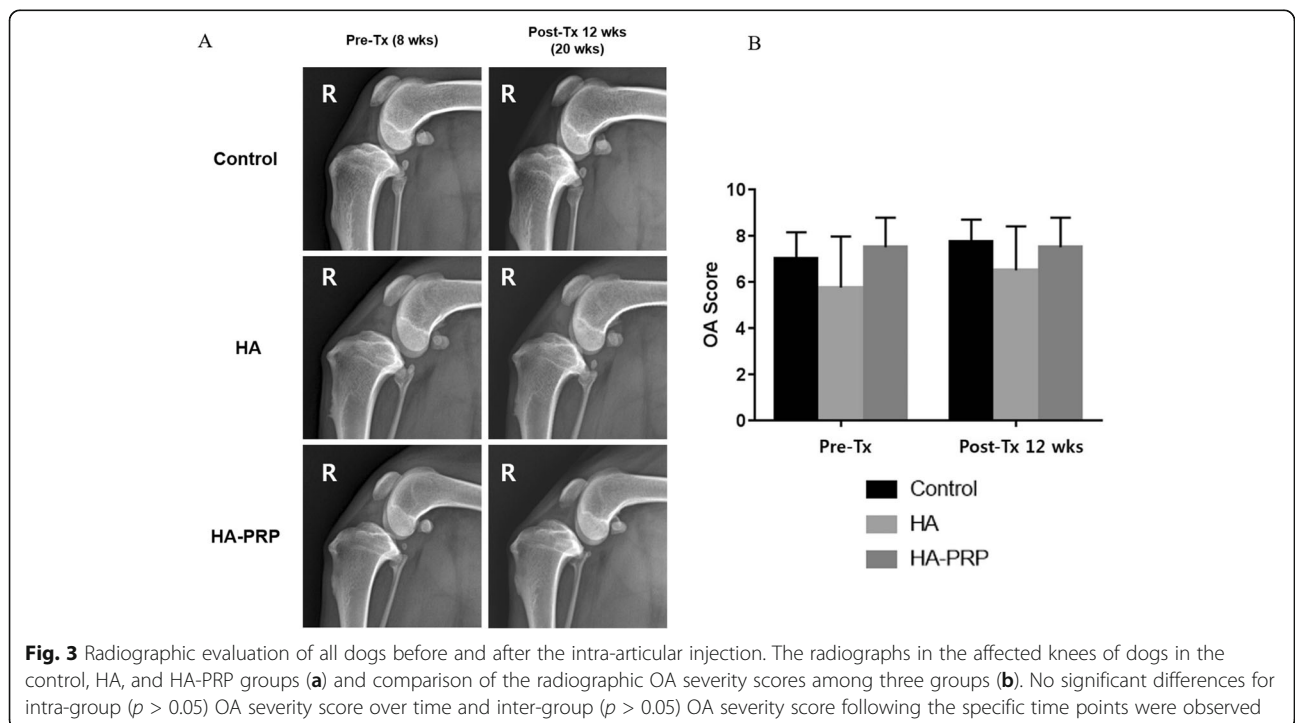 A
Pre-Tx (8 wks)
Post-Tx 12 wks
(20 wks)
B
R
R
Control
R
R
HA
R
R
HA-PRP
10
8
6
4
2
0
OA Score
Pre-Tx
Post-Tx 12 wks
Control
HA
HA-PRP
Fig. 3 Radiographic evaluation of all dogs before and after the intra-articular injection. The radiographs in the affected knees of dogs in the
control, HA, and HA-PRP groups (a) and comparison of the radiographic OA severity scores among three groups (b). No significant differences for
intra-group (p > 0.05) OA severity score over time and inter-group (p > 0.05) OA severity score following the specific time points were observed